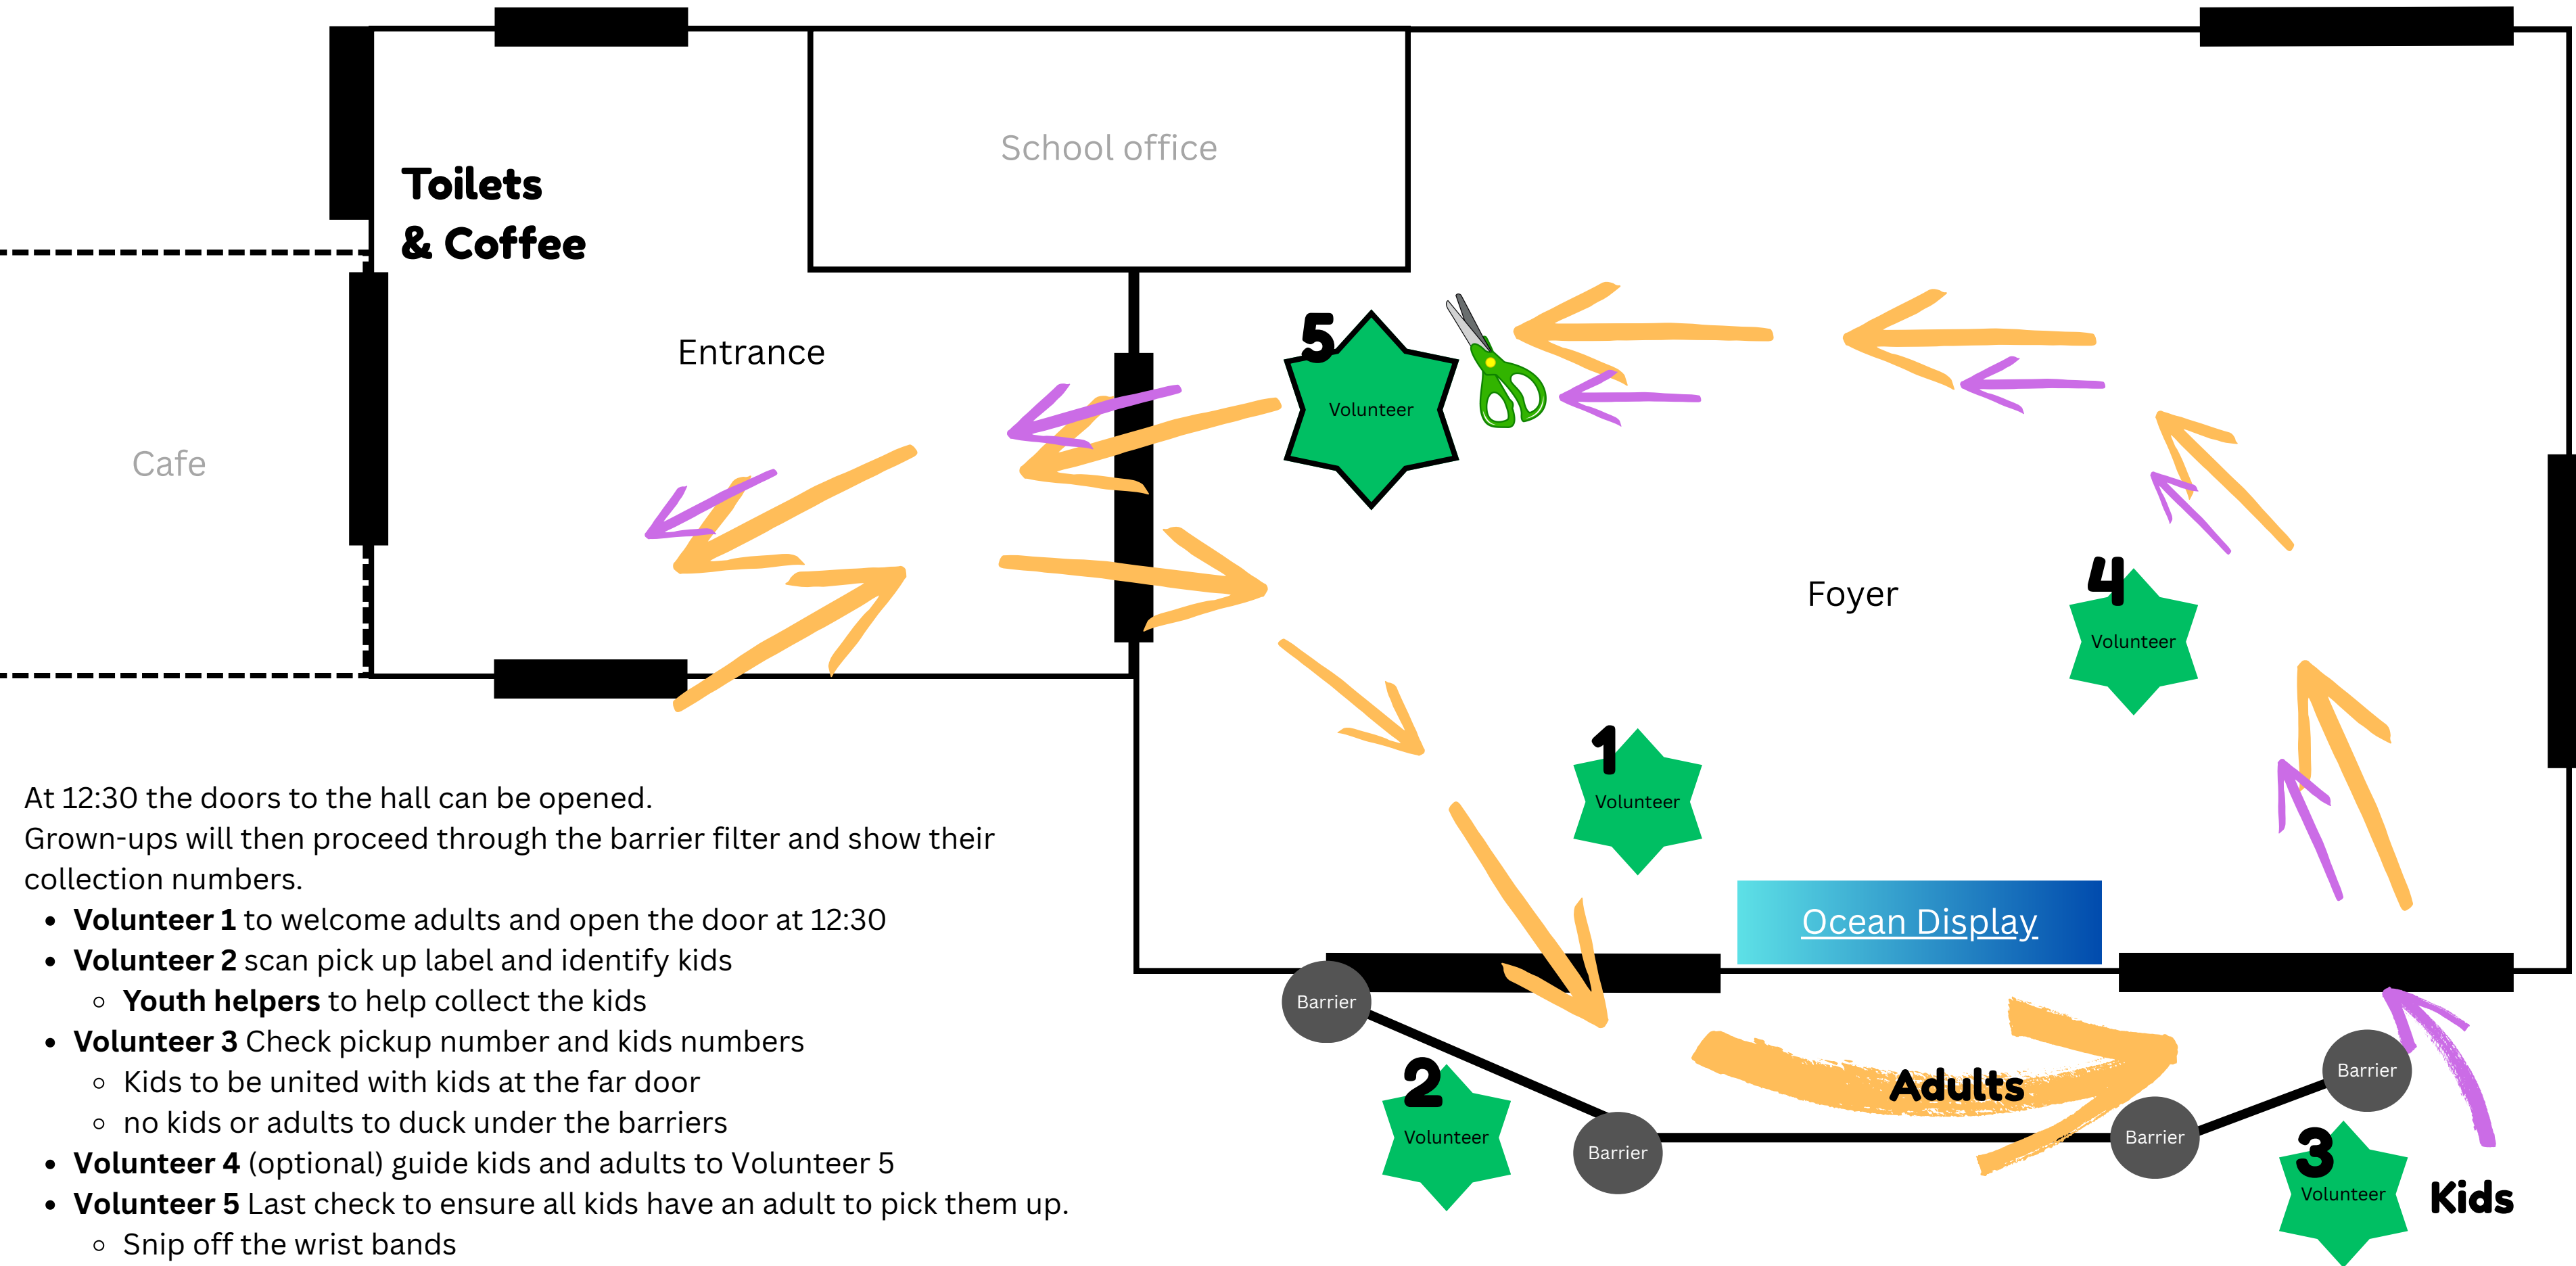 School office
Toilets
& Coffee
Entrance
5
Volunteer
Cafe
Foyer
4
Volunteer
1
Volunteer
At 12:30 the doors to the hall can be opened.
Grown-ups will then proceed through the barrier filter and show their
collection numbers.
• Volunteer 1 to welcome adults and open the door at 12:30
• Volunteer 2 scan pick up label and identify kids
◦ Youth helpers to help collect the kids
• Volunteer 3 Check pickup number and kids numbers
◦ Kids to be united with kids at the far door
◦ no kids or adults to duck under the barriers
• Volunteer 4 (optional) guide kids and adults to Volunteer 5
• Volunteer 5 Last check to ensure all kids have an adult to pick them up.
◦ Snip off the wrist bands
Ocean Display
Barrier
2
Volunteer
Barrier
Adults
Barrier
Barrier
3
Volunteer
Kids